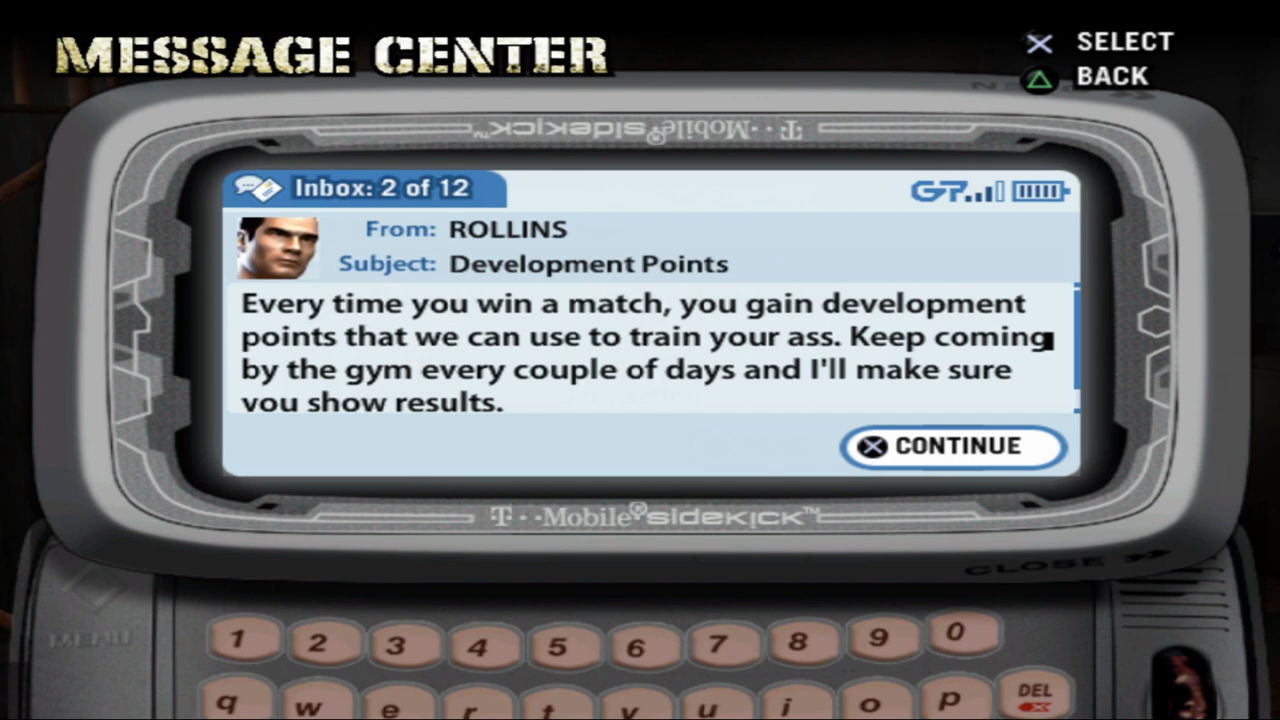 MESSAGE CENTER
SELECT
BACK
T··Mobile® sidekick™
Inbox: 2 of 12
From: ROLLINS
Subject: Development Points
Every time you win a match, you gain development
points that we can use to train your ass. Keep coming
by the gym every couple of days and I'll make sure
you show results.
CONTINUE
T··Mobile® sidekick™
CLOSE
MENU
1 2 3 4 5 6 7 8 9 0
q w e r t y u i o p DEL